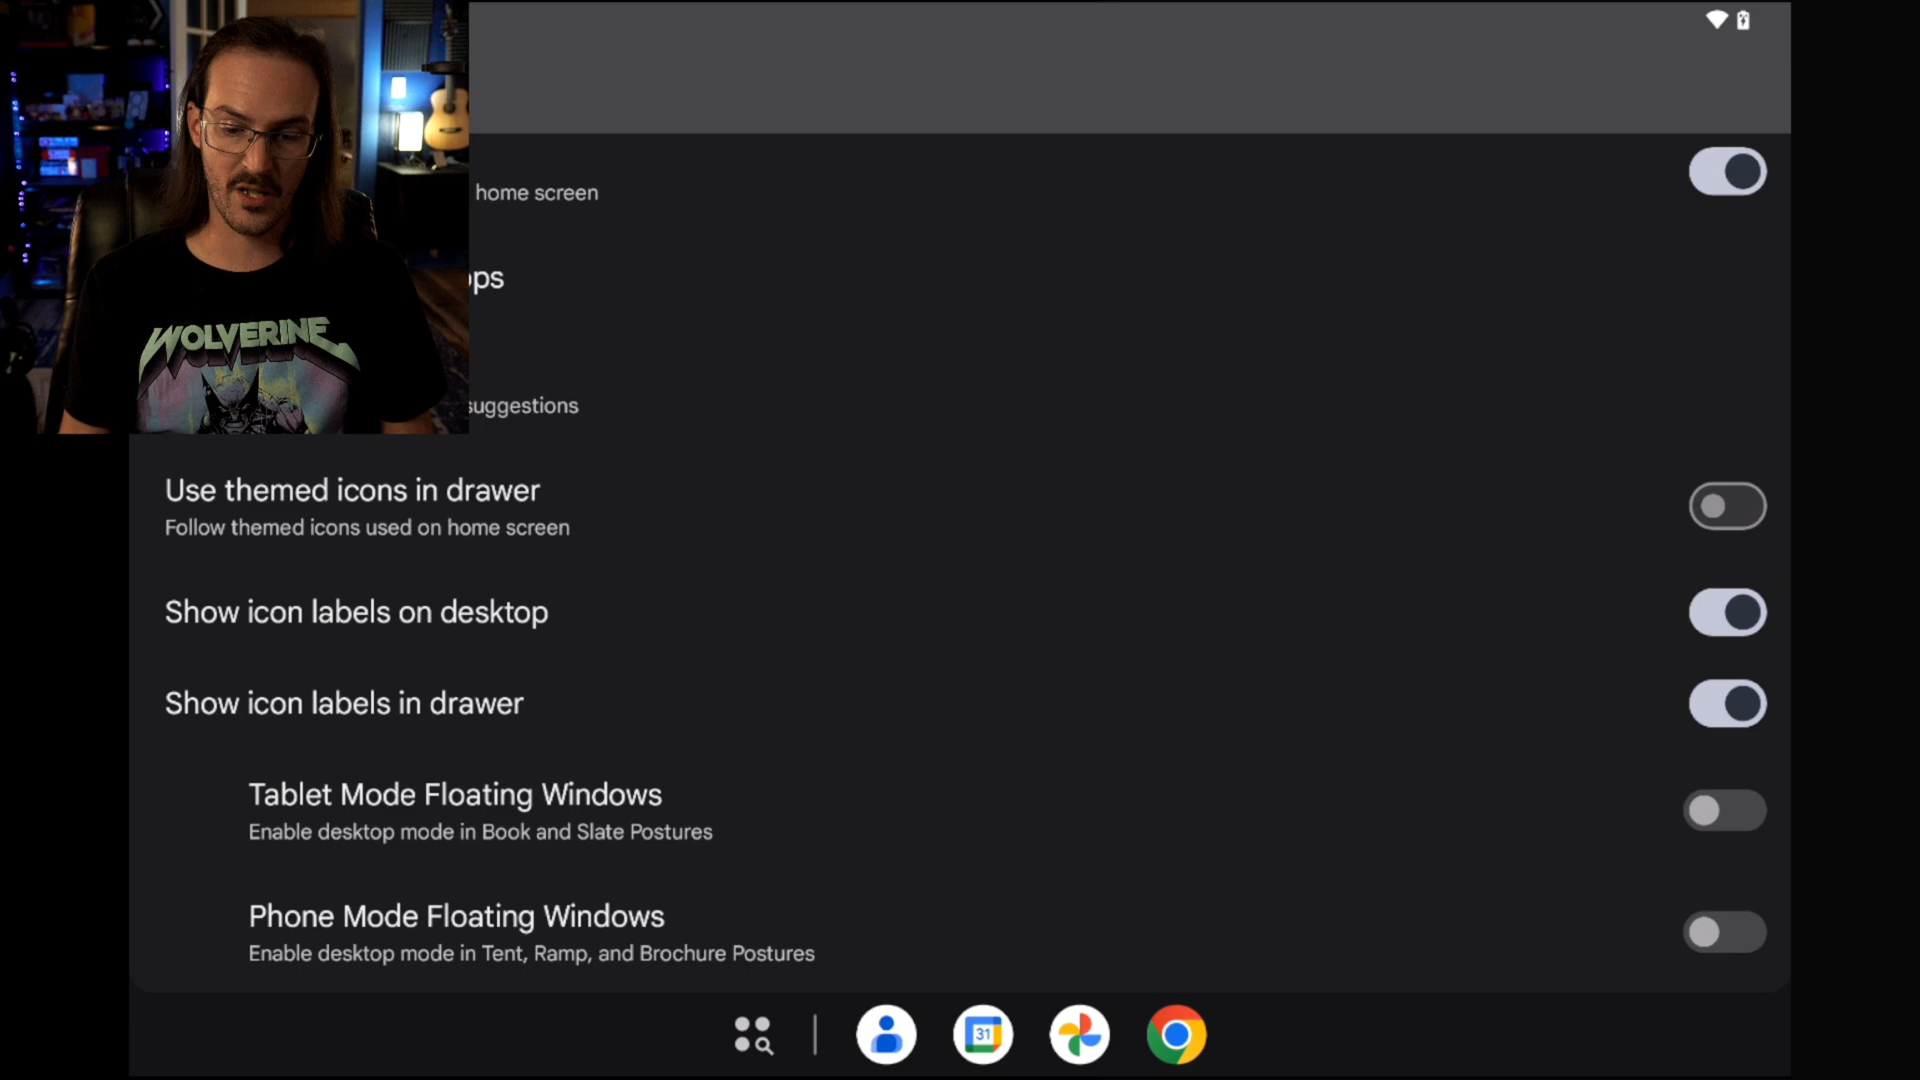 home screen
ps
suggestions
WOLVERINE
Use themed icons in drawer
Follow themed icons used on home screen
Show icon labels on desktop
Show icon labels in drawer
Tablet Mode Floating Windows
Enable desktop mode in Book and Slate Postures
Phone Mode Floating Windows
Enable desktop mode in Tent, Ramp, and Brochure Postures
31